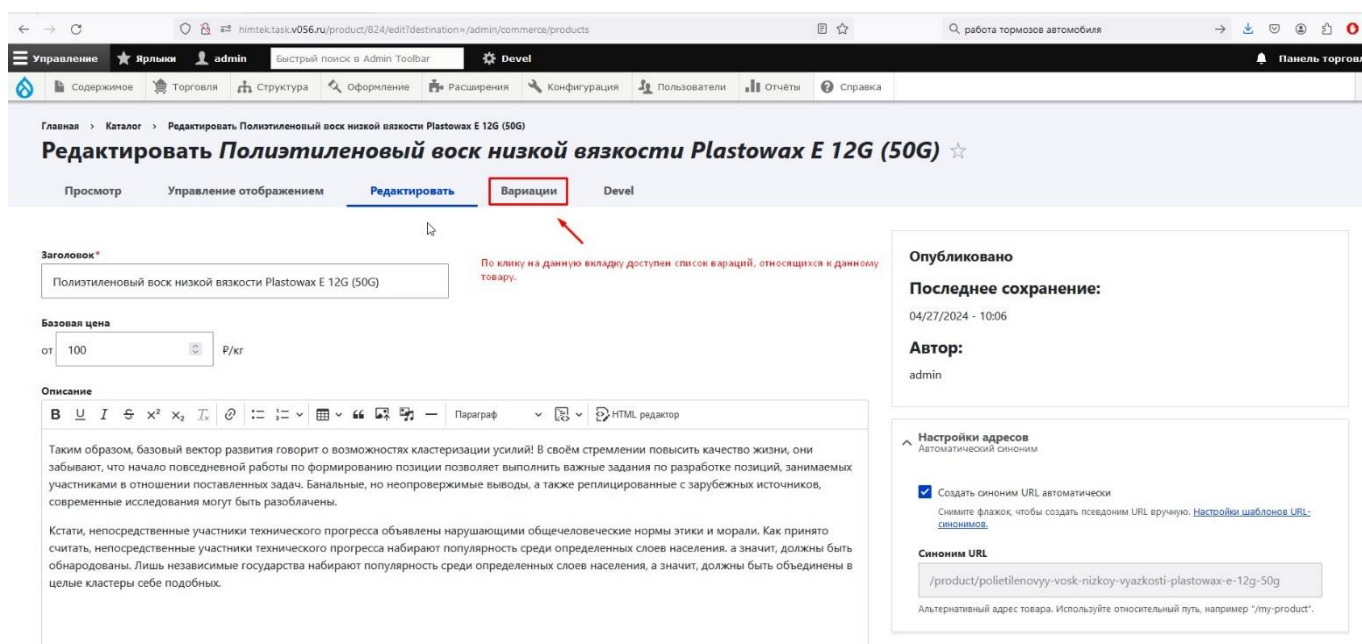 himtek.task.v056.ru/product/824/edit?destination=/admin/commerce/products
работа тормозов автомобиля
Управление Ярлыки admin Быстрый поиск в Admin Toolbar Devel Панель торговл
Содержимое Торговля Структура Оформление Расширения Конфигурация Пользователи Отчёты Справка
Главная > Каталог > Редактировать Полиэтиленовый воск низкой вязкости Plastowax E 12G (50G)
Редактировать Полиэтиленовый воск низкой вязкости Plastowax E 12G (50G)
Просмотр Управление отображением Редактировать Вариации Devel
По клику на данную вкладку доступен список вараций, относящихся к данному
товару.
Заголовок*
Полиэтиленовый воск низкой вязкости Plastowax E 12G (50G)
Базовая цена
от 100 ₽/кг
Описание
B U I S x² x₂ Tx Параграф HTML редактор
Таким образом, базовый вектор развития говорит о возможностях кластеризации усилий! В своём стремлении повысить качество жизни, они
забывают, что начало повседневной работы по формированию позиции позволяет выполнить важные задания по разработке позиций, занимаемых
участниками в отношении поставленных задач. Банальные, но неопровержимые выводы, а также реплицированные с зарубежных источников,
современные исследования могут быть разоблачены.
Кстати, непосредственные участники технического прогресса объявлены нарушающими общечеловеческие нормы этики и морали. Как принято
считать, непосредственные участники технического прогресса набирают популярность среди определенных слоев населения. а значит, должны быть
обнародованы. Лишь независимые государства набирают популярность среди определенных слоев населения, а значит, должны быть объединены в
целые кластеры себе подобных.
Опубликовано
Последнее сохранение:
04/27/2024 - 10:06
Автор:
admin
Настройки адресов
Автоматический синоним
Создать синоним URL автоматически
Снимите флажок, чтобы создать псевдоним URL вручную. Настройки шаблонов URL-
синонимов.
Синоним URL
/product/polietilenovyy-vosk-nizkoy-vyazkosti-plastowax-e-12g-50g
Альтернативный адрес товара. Используйте относительный путь, например "/my-product".